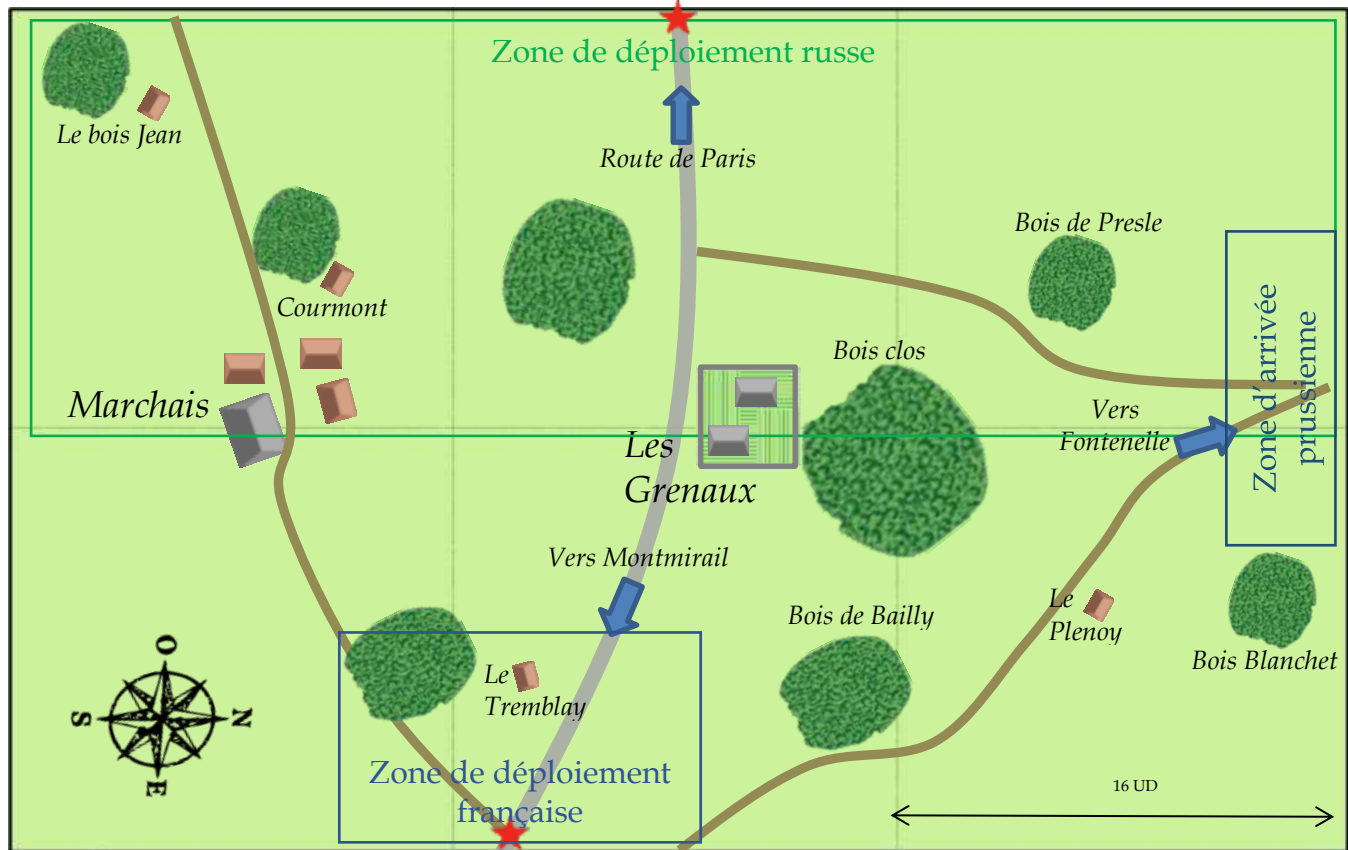 Zone de déploiement russe
Le bois Jean
Route de Paris
Bois de Presle
Courmont
Zone d'arrivée
prussienne
Bois clos
Marchais
Vers
Fontenelle
Les
Grenaux
Vers Montmirail
Le
Plenoy
Bois de Bailly
Bois Blanchet
Le
Tremblay
O
S
N
E
Zone de déploiement
française
16 UD